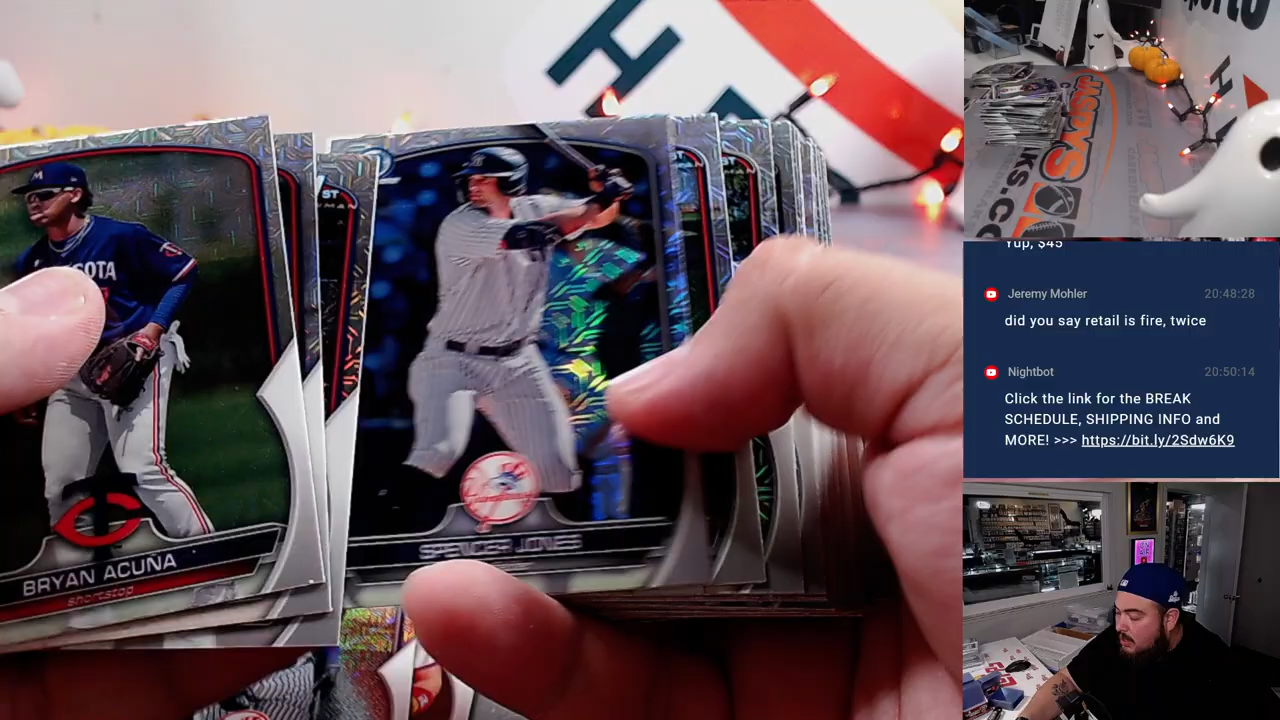 BRYAN ACUÑA
shortstop
SPENCER JONES
ST
Yup, $45
Jeremy Mohler 20:48:28
did you say retail is fire, twice
Nightbot 20:50:14
Click the link for the BREAK
SCHEDULE, SHIPPING INFO and
MORE! >>> https://bit.ly/2Sdw6K9
JASPYS